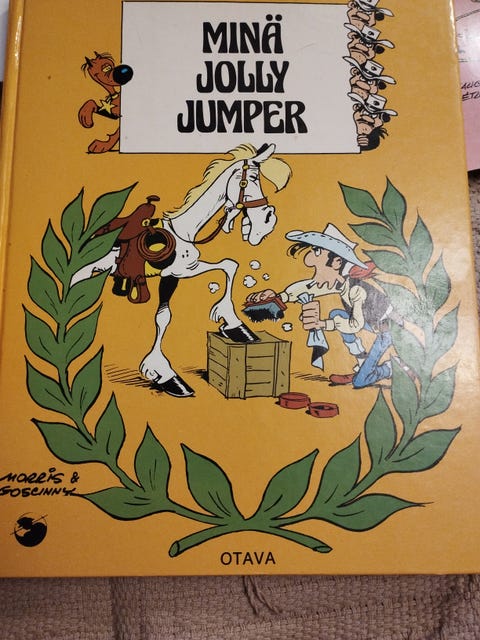 MINÄ
JOLLY
JUMPER
MORRIS &
GOSCINNY
OTAVA